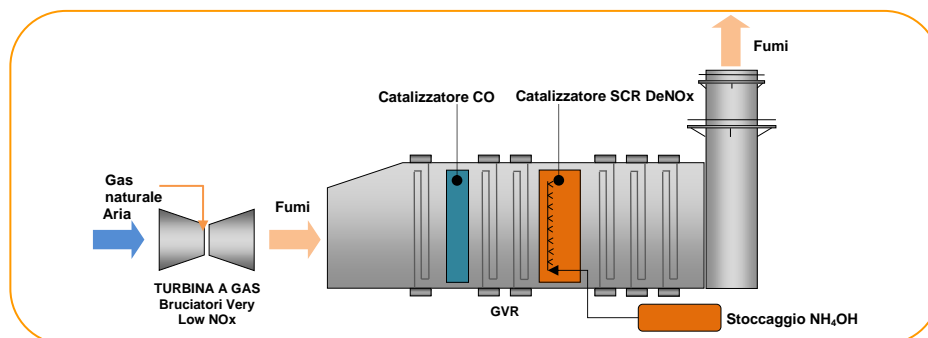 Fumi
Catalizzatore CO
Catalizzatore SCR DeNOx
Gas
naturale
Aria
Fumi
TURBINA A GAS
Bruciatori Very
Low NOx
GVR
Stoccaggio NH₄OH